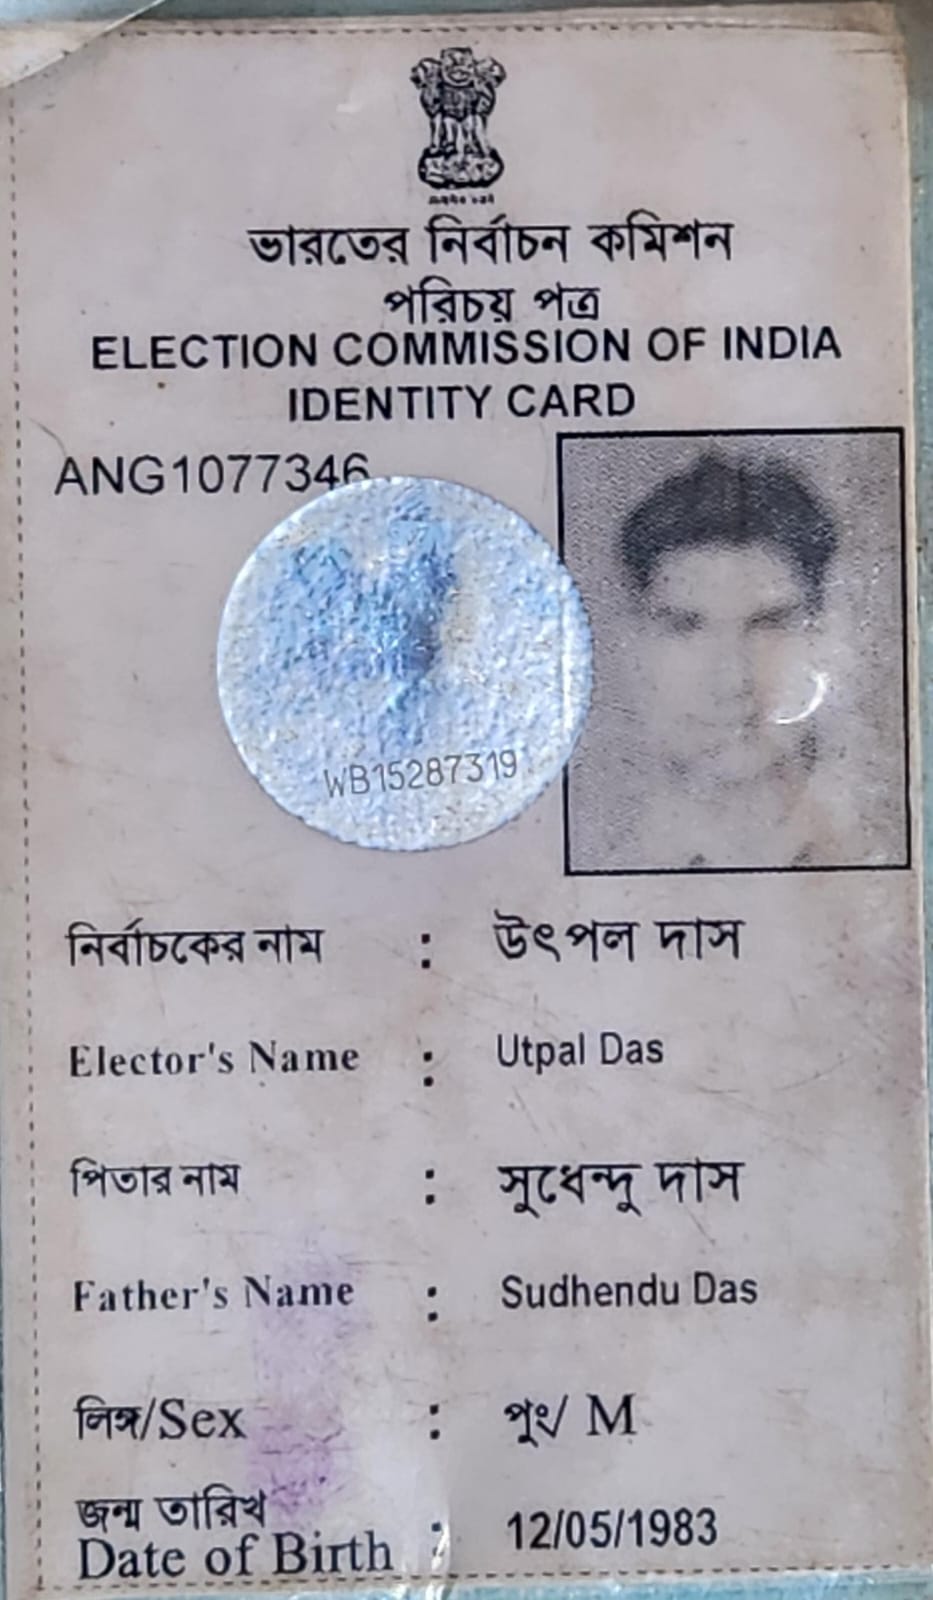 ভারতের নির্বাচন কমিশন
পরিচয় পত্র
ELECTION COMMISSION OF INDIA
IDENTITY CARD
ANG1077346
WB15287319
নির্বাচকের নাম : উৎপল দাস
Elector's Name : Utpal Das
পিতার নাম : সুধেন্দু দাস
Father's Name : Sudhendu Das
লিঙ্গ/Sex : পুং/ M
জন্ম তারিখ
Date of Birth : 12/05/1983